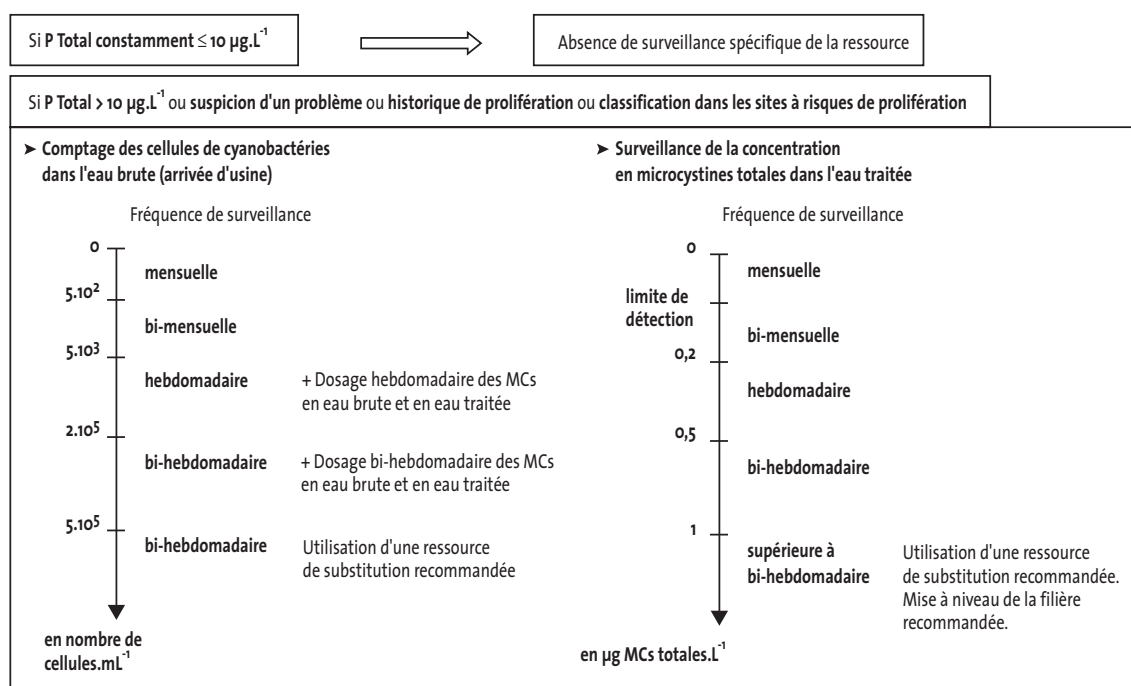 Si P Total constamment ≤ 10 µg.L⁻¹
Absence de surveillance spécifique de la ressource
Si P Total > 10 µg.L⁻¹ ou suspicion d'un problème ou historique de prolifération ou classification dans les sites à risques de prolifération
➤ Comptage des cellules de cyanobactéries
dans l'eau brute (arrivée d'usine)
Fréquence de surveillance
0
mensuelle
5.10²
bi-mensuelle
5.10³
hebdomadaire
+ Dosage hebdomadaire des MCs
en eau brute et en eau traitée
2.10⁵
bi-hebdomadaire
+ Dosage bi-hebdomadaire des MCs
en eau brute et en eau traitée
5.10⁵
bi-hebdomadaire
Utilisation d'une ressource
de substitution recommandée
en nombre de
cellules.mL⁻¹
➤ Surveillance de la concentration
en microcystines totales dans l'eau traitée
Fréquence de surveillance
0
mensuelle
limite de
détection
bi-mensuelle
0,2
hebdomadaire
0,5
bi-hebdomadaire
1
supérieure à
bi-hebdomadaire
Utilisation d'une ressource
de substitution recommandée.
Mise à niveau de la filière
recommandée.
en µg MCs totales.L⁻¹